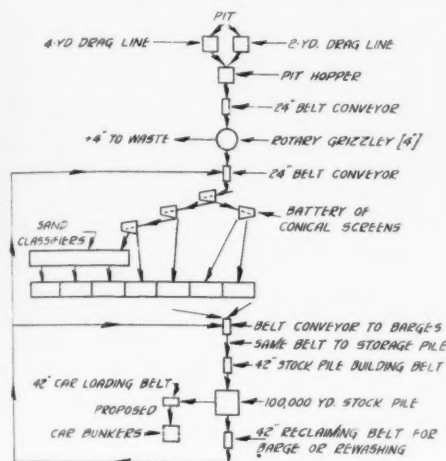 PIT
4-YD DRAG LINE
2-YD. DRAG LINE
PIT HOPPER
24" BELT CONVEYOR
+4" TO WASTE
ROTARY GRIZZLEY [4"]
24" BELT CONVEYOR
SAND
CLASSIFIERS
BATTERY OF
CONICAL SCREENS
BELT CONVEYOR TO BARGES
SAME BELT TO STORAGE PILE
42" STOCK PILE BUILDING BELT
42" CAR LOADING BELT
PROPOSED
100,000 YD. STOCK PILE
CAR BUNKERS
42" RECLAIMING BELT FOR
BARGE OR REWASHING